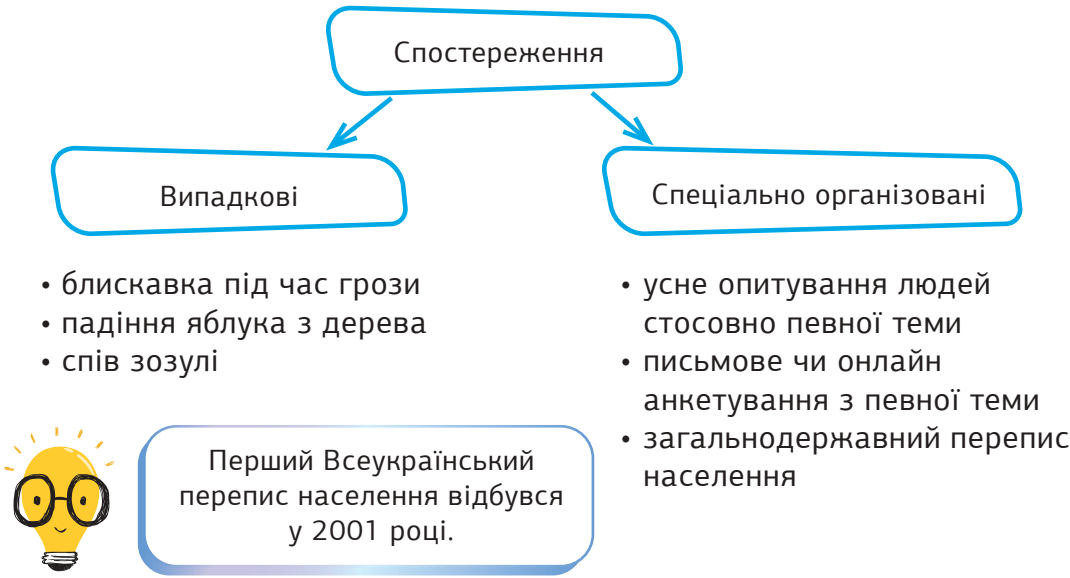 Спостереження
Випадкові
Спеціально організовані
• блискавка під час грози
• падіння яблука з дерева
• спів зозулі
• усне опитування людей
стосовно певної теми
• письмове чи онлайн
анкетування з певної теми
• загальнодержавний перепис
населення
Перший Всеукраїнський
перепис населення відбувся
у 2001 році.